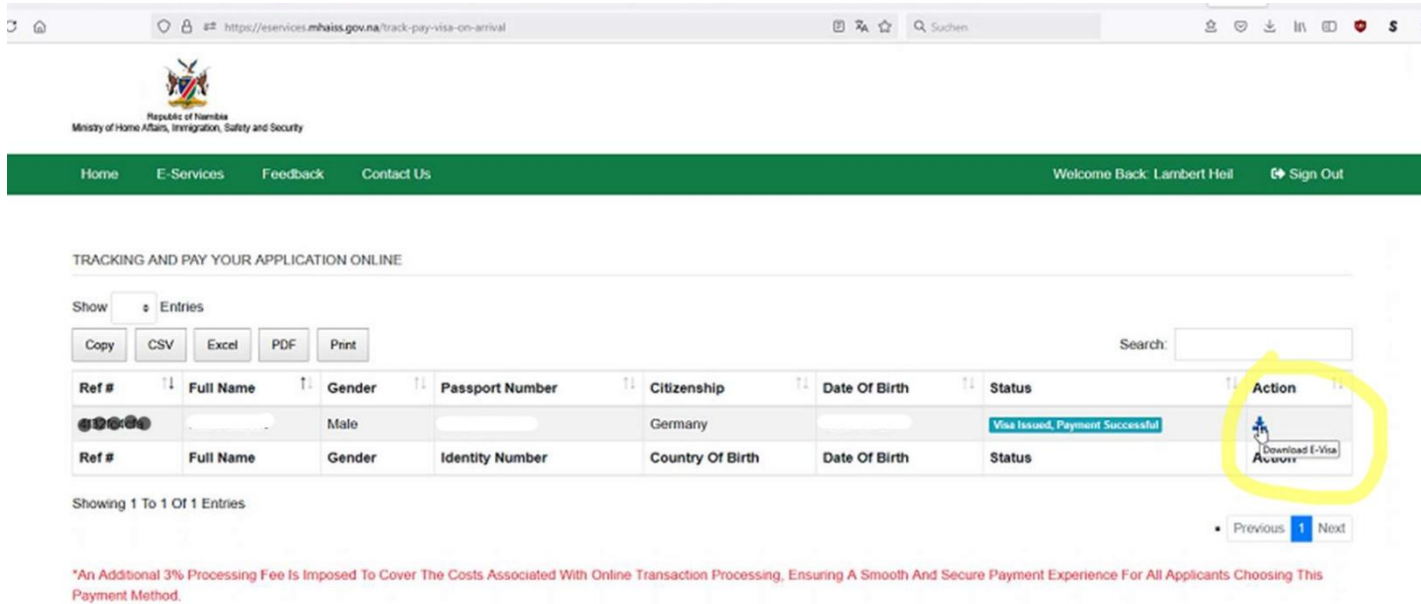 https://eservices.mhaiss.gov.na/track-pay-visa-on-arrival
Suchen
Republic of Namibia
Ministry of Home Affairs, Immigration, Safety and Security
Home E-Services Feedback Contact Us Welcome Back: Lambert Heil Sign Out
TRACKING AND PAY YOUR APPLICATION ONLINE
Show Entries
Copy CSV Excel PDF Print Search:
Ref # Full Name Gender Passport Number Citizenship Date Of Birth Status Action
Male Germany Visa Issued, Payment Successful
Download E-Visa
Ref # Full Name Gender Identity Number Country Of Birth Date Of Birth Status Action
Showing 1 To 1 Of 1 Entries
Previous 1 Next
*An Additional 3% Processing Fee Is Imposed To Cover The Costs Associated With Online Transaction Processing, Ensuring A Smooth And Secure Payment Experience For All Applicants Choosing This
Payment Method.